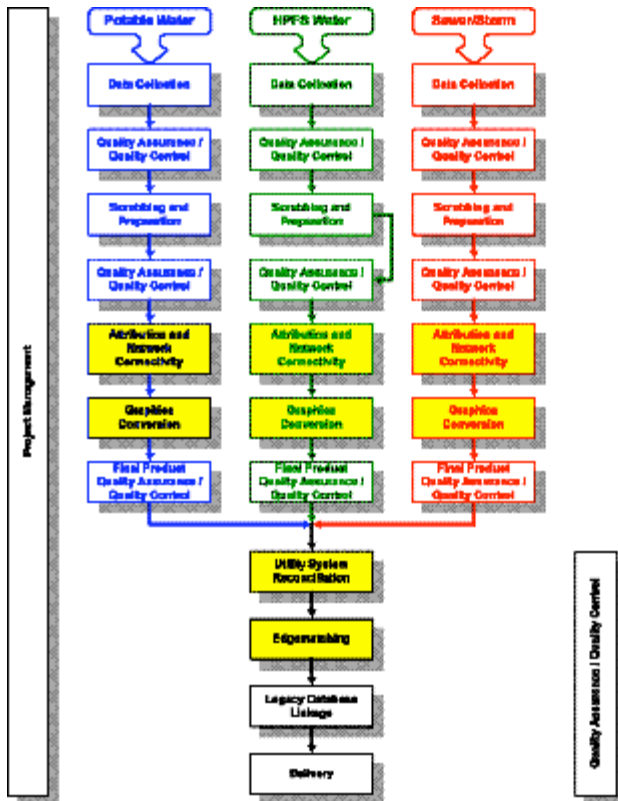 Potable Water
HPFS Water
Sewer/Storm
Data Collection
Data Collection
Data Collection
Quality Assurance /
Quality Control
Quality Assurance /
Quality Control
Quality Assurance /
Quality Control
Scrubbing and
Preparation
Scrubbing and
Preparation
Scrubbing and
Preparation
Quality Assurance /
Quality Control
Quality Assurance /
Quality Control
Quality Assurance /
Quality Control
Attribution and
Network
Connectivity
Attribution and
Network
Connectivity
Attribution and
Network
Connectivity
Graphics
Conversion
Graphics
Conversion
Graphics
Conversion
Final Product
Quality Assurance /
Quality Control
Final Product
Quality Assurance /
Quality Control
Final Product
Quality Assurance /
Quality Control
Utility System
Reconciliation
Edgematching
Legacy Database
Linkage
Delivery
Project Management
Quality Assurance / Quality Control